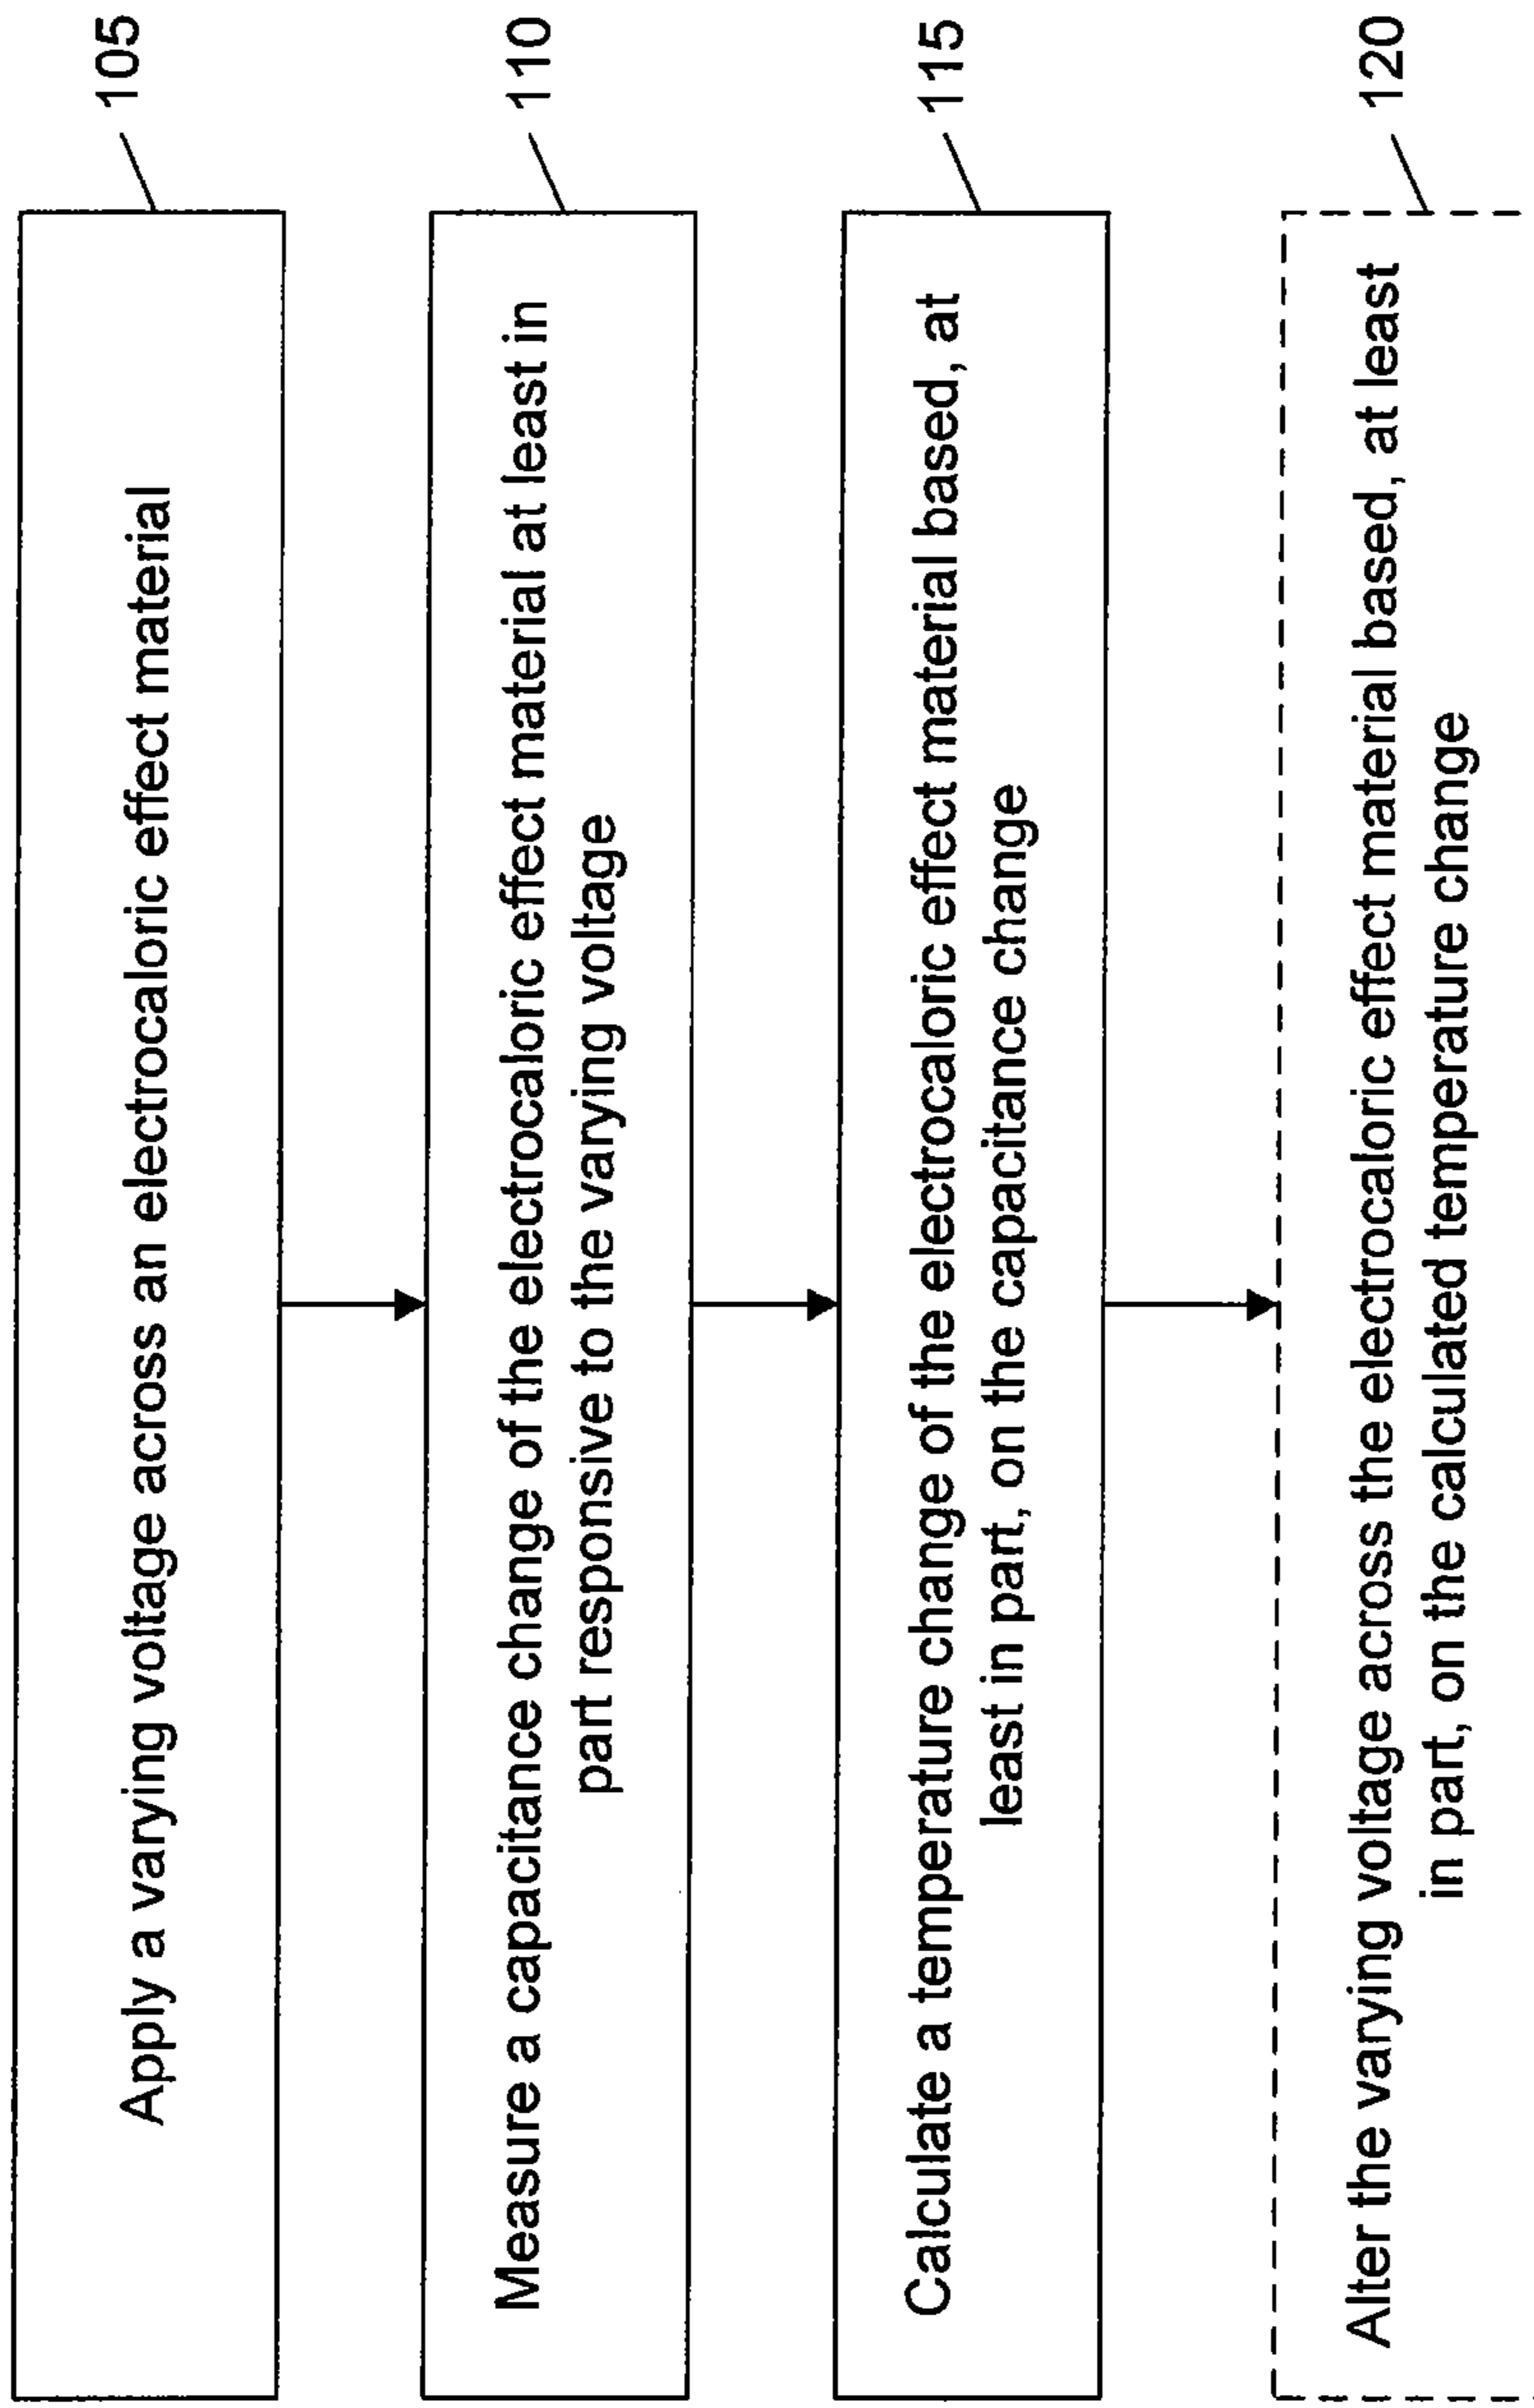 Apply a varying voltage across an electrocaloric effect material
105
Measure a capacitance change of the electrocaloric effect material at least in
part responsive to the varying voltage
110
Calculate a temperature change of the electrocaloric effect material based, at
least in part, on the capacitance change
115
Alter the varying voltage across the electrocaloric effect material based, at least
in part, on the calculated temperature change
120